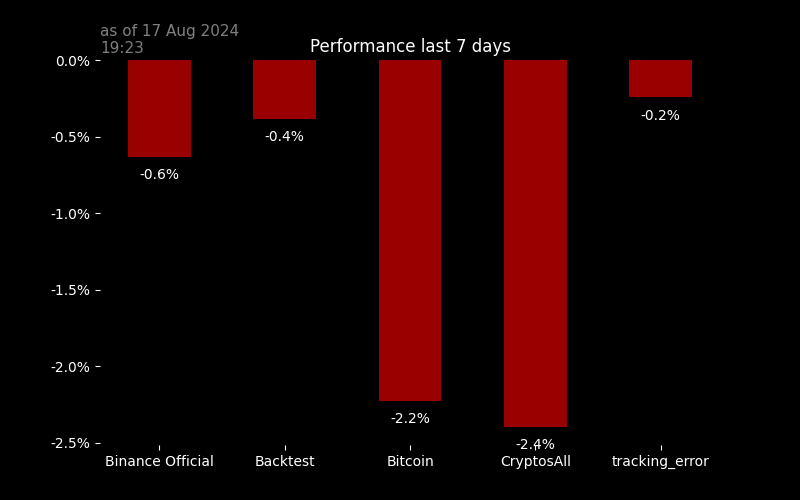 as of 17 Aug 2024
19:23
Performance last 7 days
0.0%
-0.5%
-1.0%
-1.5%
-2.0%
-2.5%
-0.6%
-0.4%
-2.2%
-2.4%
-0.2%
Binance Official
Backtest
Bitcoin
CryptosAll
tracking_error